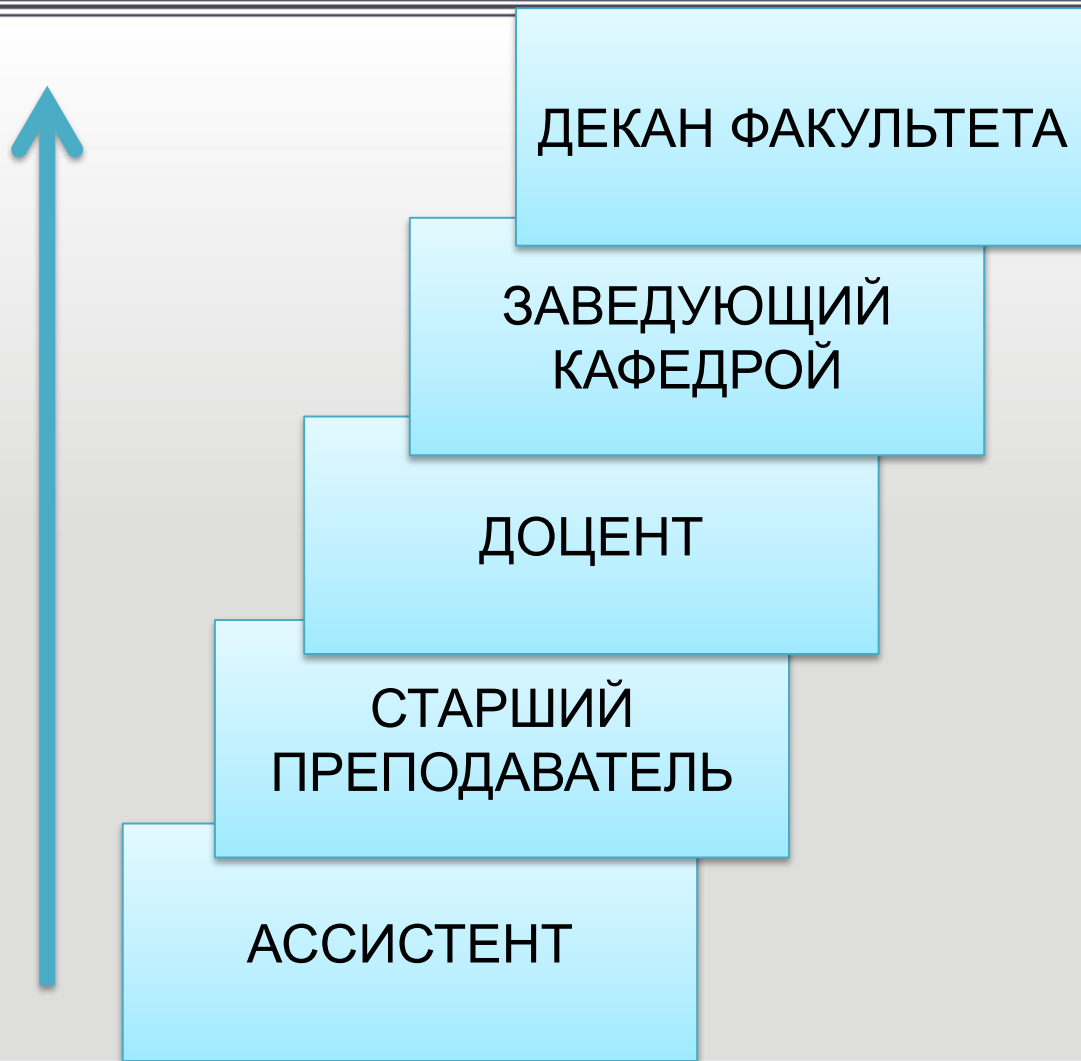 ДЕКАН ФАКУЛЬТЕТА
ЗАВЕДУЮЩИЙ
КАФЕДРОЙ
ДОЦЕНТ
СТАРШИЙ
ПРЕПОДАВАТЕЛЬ
АССИСТЕНТ